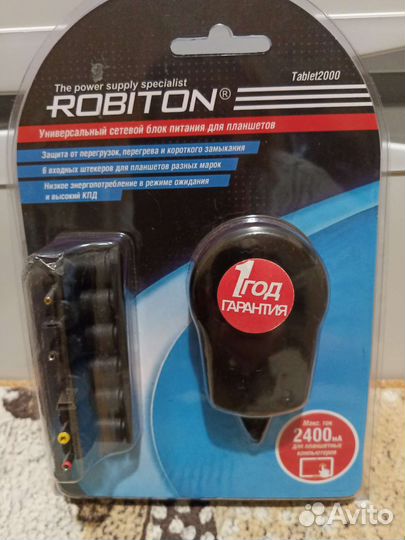 The power supply specialist
Tablet2000
ROBITON®
Универсальный сетевой блок питания для планшетов
Защита от перегрузок, перегрева и короткого замыкания
6 входных штекеров для планшетов разных марок
Низкое энергопотребление в режиме ожидания
и высокий КПД
1 ГОД
ГАРАНТИЯ
Макс. ток
2400мА
для планшетных
компьютеров
Avito